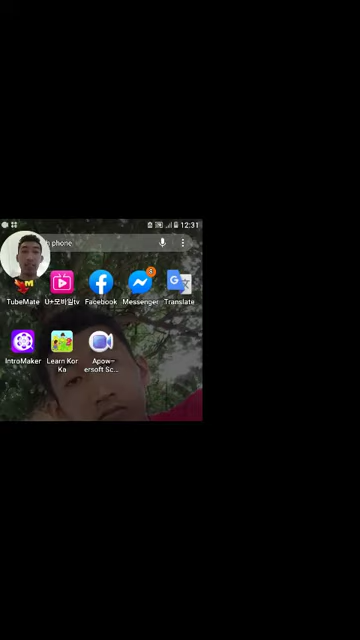 12:31
phone
TubeMate
U+모바일tv
Facebook
Messenger
Translate
IntroMaker
Learn Kor
Ka
Apow-
ersoft Sc...